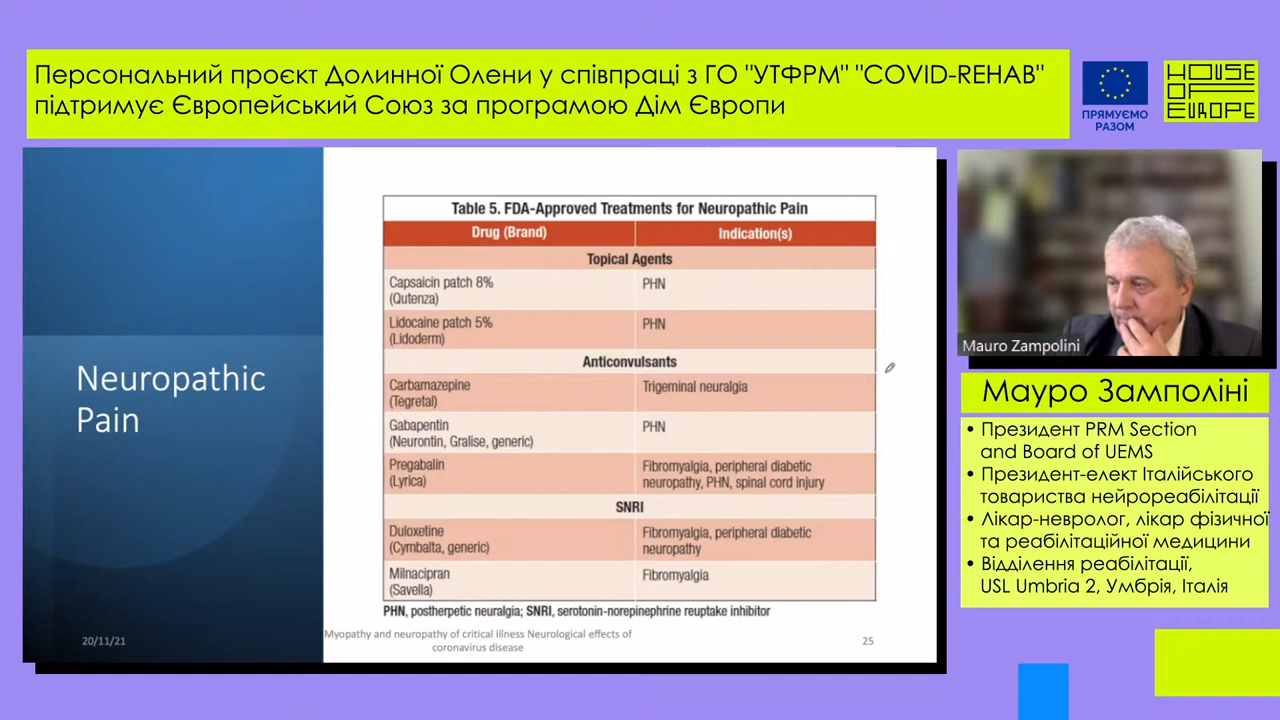 Персональний проєкт Долинної Олени у співпраці з ГО "УТФРМ" "COVID-REHAB"
підтримує Європейський Союз за програмою Дім Європи
ПРЯМУЄМО
РАЗОМ
HOUSE
OF
EUROPE
Neuropathic
Pain
Table 5. FDA-Approved Treatments for Neuropathic Pain
Drug (Brand) Indication(s)
Topical Agents
Capsaicin patch 8% PHN
(Qutenza)
Lidocaine patch 5% PHN
(Lidoderm)
Anticonvulsants
Carbamazepine Trigeminal neuralgia
(Tegretal)
Gabapentin PHN
(Neurontin, Gralise, generic)
Pregabalin Fibromyalgia, peripheral diabetic
(Lyrica) neuropathy, PHN, spinal cord injury
SNRI
Duloxetine Fibromyalgia, peripheral diabetic
(Cymbalta, generic) neuropathy
Milnacipran Fibromyalgia
(Savella)
PHN, postherpetic neuralgia; SNRI, serotonin-norepinephrine reuptake inhibitor
20/11/21
Myopathy and neuropathy of critical illness Neurological effects of
coronavirus disease
25
Mauro Zampolini
Мауро Замполіні
• Президент PRM Section
and Board of UEMS
• Президент-елект Італійського
товариства нейрореабілітації
• Лікар-невролог, лікар фізичної
та реабілітаційної медицини
• Відділення реабілітації,
USL Umbria 2, Умбрія, Італія